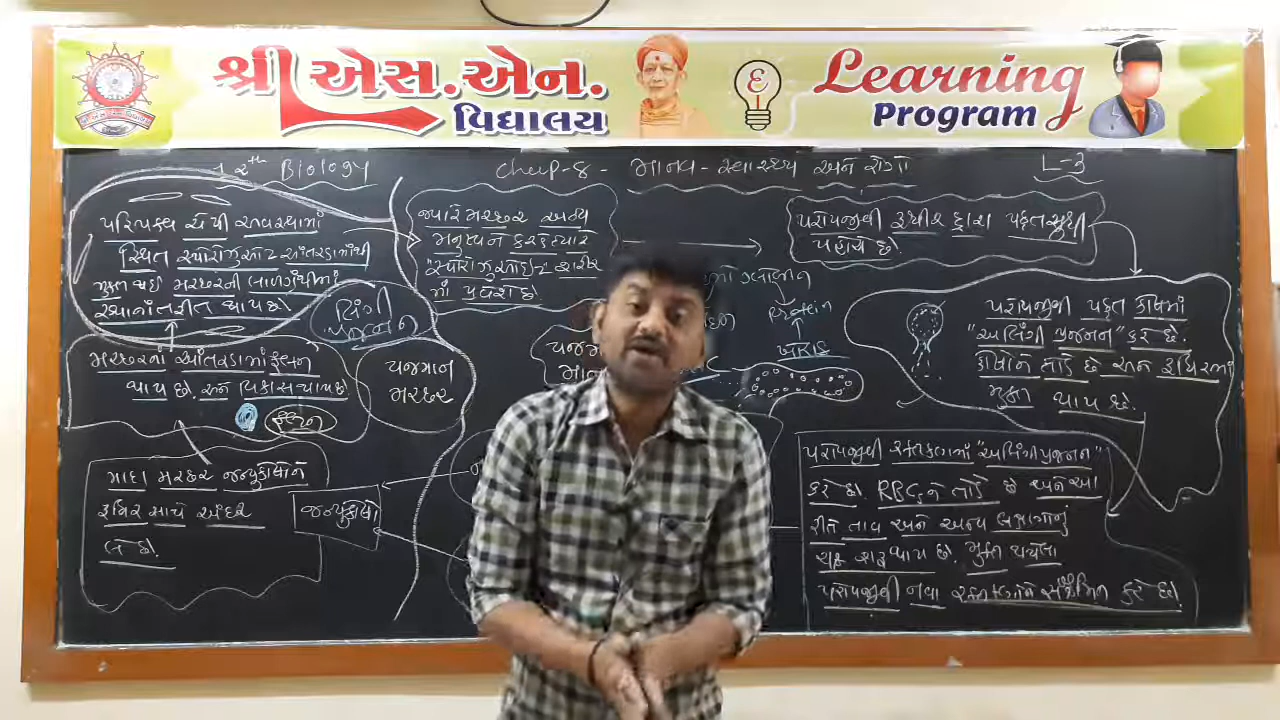 શ્રી એસ.એન.
વિદ્યાલય
Learning
Program
12th Biology
Chap-8 - માનવ-સ્વાસ્થ્ય અને રોગો
L-3
પરિપક્વ ચેપી અવસ્થામાં
સ્થિત સ્પોરોઝુઓઇટ આંતરડામાંથી
મુક્ત થઈ મચ્છરની લાળગ્રંથીમાં
સ્થાનાંતરીત થાય છે.
લિંગી
પ્રજનન
મચ્છરનાં આંતરડામાં ફલન
થાય છે. અને વિકાસ થાય છે
ફલન
યજમાન
મચ્છર
માદા મચ્છર જન્યુકોષોને
રૂધિર સાથે અંદર
લે છે.
જન્યુકોષો
જ્યારે મચ્છર અન્ય
મનુષ્યને કરડે ત્યારે
"સ્પોરોઝુઓઇટ શરીર
માં પ્રવેશે છે.
પરોપજીવી રૂધીર દ્વારા યકૃત સુધી
પહોંચે છે.
પરોપજીવી યકૃત કોષમાં
"અલિંગી પ્રજનન" કરે છે.
કોષોને તોડે છે અને રૂધિરમાં
મુક્ત થાય છે.
પરોપજીવી રક્તકણમાં "અલિંગી પ્રજનન"
કરે છે. RBC ને તોડે છે અને આ
રીતે તાવ અને અન્ય લક્ષણોનું
ચક્ર શરૂ થાય છે. મુક્ત થયેલા
પરોપજીવી નવા રક્તકણોને સંક્રમિત કરે છે.